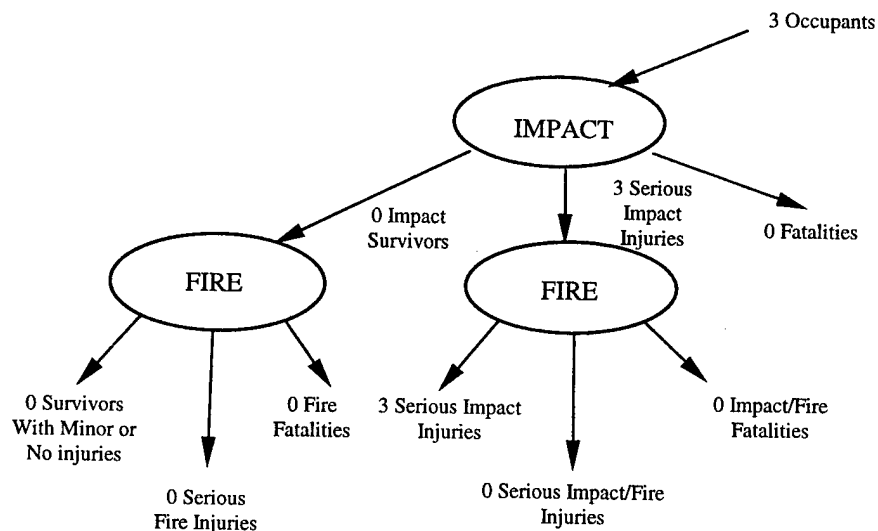 3 Occupants
IMPACT
0 Impact
Survivors
3 Serious
Impact
Injuries
0 Fatalities
FIRE
FIRE
0 Survivors
With Minor or
No injuries
0 Serious
Fire Injuries
0 Fire
Fatalities
3 Serious Impact
Injuries
0 Serious Impact/Fire
Injuries
0 Impact/Fire
Fatalities